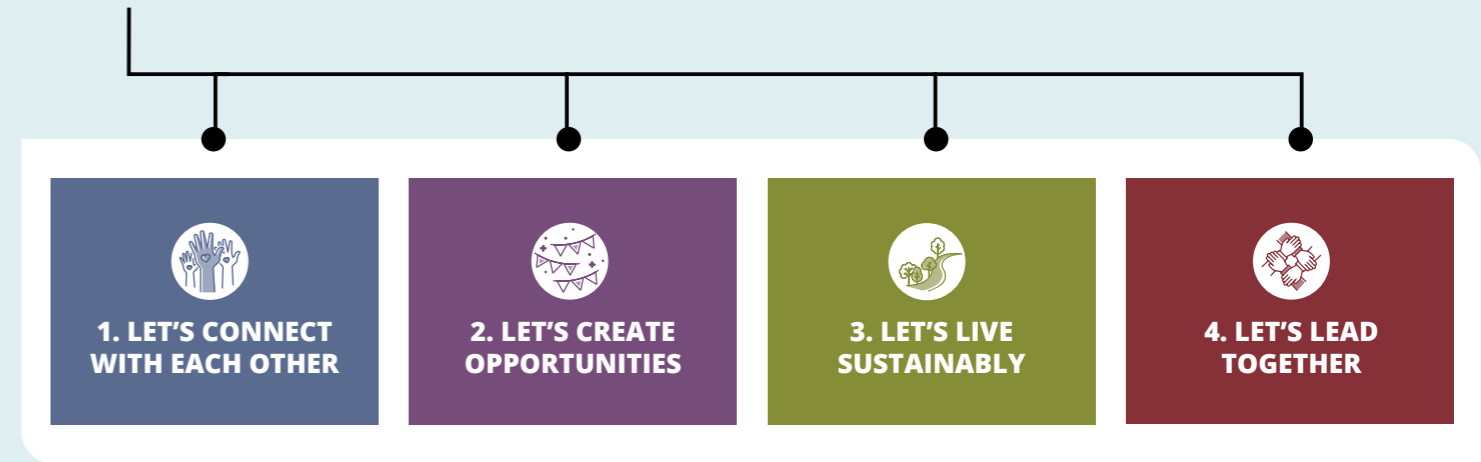 1. LET’S CONNECT
WITH EACH OTHER
2. LET’S CREATE
OPPORTUNITIES
3. LET’S LIVE
SUSTAINABLY
4. LET’S LEAD
TOGETHER